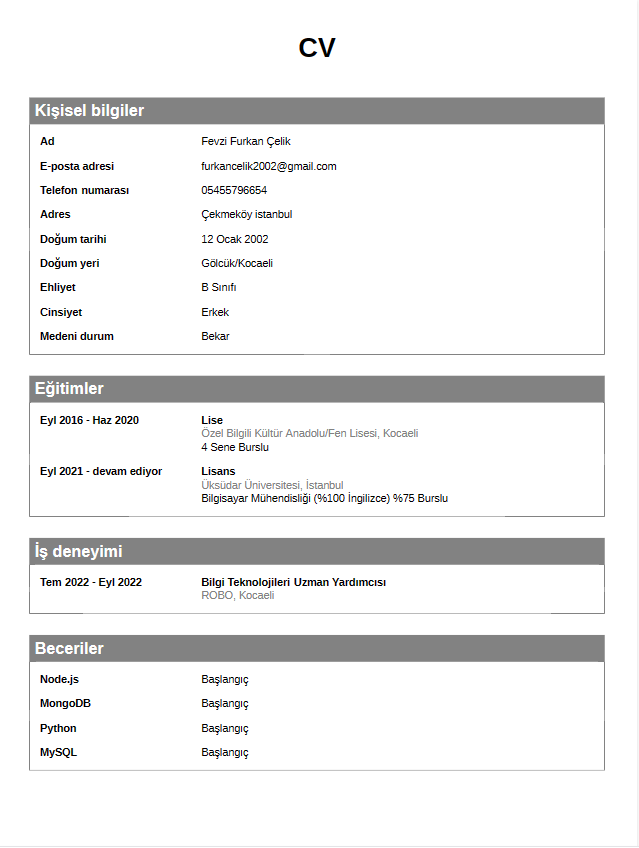 CV
Kişisel bilgiler
Ad Fevzi Furkan Çelik
E-posta adresi furkancelik2002@gmail.com
Telefon numarası 05455796654
Adres Çekmeköy istanbul
Doğum tarihi 12 Ocak 2002
Doğum yeri Gölcük/Kocaeli
Ehliyet B Sınıfı
Cinsiyet Erkek
Medeni durum Bekar
Eğitimler
Eyl 2016 - Haz 2020 Lise
Özel Bilgili Kültür Anadolu/Fen Lisesi, Kocaeli
4 Sene Burslu
Eyl 2021 - devam ediyor Lisans
Üksüdar Üniversitesi, İstanbul
Bilgisayar Mühendisliği (%100 İngilizce) %75 Burslu
İş deneyimi
Tem 2022 - Eyl 2022 Bilgi Teknolojileri Uzman Yardımcısı
ROBO, Kocaeli
Beceriler
Node.js Başlangıç
MongoDB Başlangıç
Python Başlangıç
MySQL Başlangıç